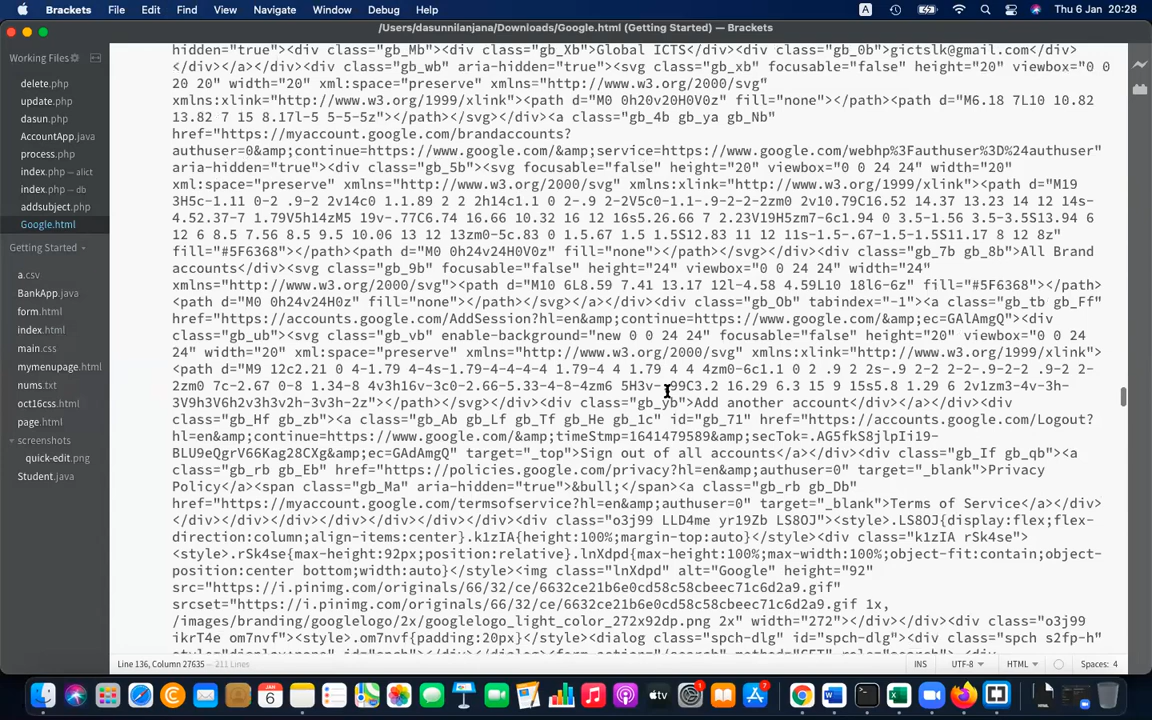 Brackets File Edit Find View Navigate Window Debug Help A Thu 6 Jan 20:28
/Users/dasunnilanjana/Downloads/Google.html (Getting Started) — Brackets
Working Files
delete.php
update.php
dasun.php
AccountApp.java
process.php
index.php – alict
index.php – db
addsubject.php
Google.html
Getting Started
a.csv
BankApp.java
form.html
index.html
main.css
mymenupage.html
nums.txt
oct16css.html
page.html
screenshots
quick-edit.png
Student.java
hidden="true"><div class="gb_Mb"><div class="gb_Xb">Global ICTS</div><div class="gb_0b">gictslk@gmail.com</div>
</div></a></div><div class="gb_wb" aria-hidden="true"><svg class="gb_xb" focusable="false" height="20" viewbox="0 0
20 20" width="20" xml:space="preserve" xmlns="http://www.w3.org/2000/svg"
xmlns:xlink="http://www.w3.org/1999/xlink"><path d="M0 0h20v20H0V0z" fill="none"></path><path d="M6.18 7L10 10.82
13.82 7 15 8.17l-5 5-5-5z"></path></svg></div><a class="gb_4b gb_ya gb_Nb"
href="https://myaccount.google.com/brandaccounts?
authuser=0&amp;continue=https://www.google.com/&amp;service=https://www.google.com/webhp%3Fauthuser%3D%24authuser"
aria-hidden="true"><div class="gb_5b"><svg focusable="false" height="20" viewbox="0 0 24 24" width="20"
xml:space="preserve" xmlns="http://www.w3.org/2000/svg" xmlns:xlink="http://www.w3.org/1999/xlink"><path d="M19
3H5c-1.11 0-2 .9-2 2v14c0 1.1.89 2 2 2h14c1.1 0 2-.9 2-2V5c0-1.1-.9-2-2-2zm0 2v10.79C16.52 14.37 13.23 14 12 14s-
4.52.37-7 1.79V5h14zM5 19v-.77C6.74 16.66 10.32 16 12 16s5.26.66 7 2.23V19H5zm7-6c1.94 0 3.5-1.56 3.5-3.5S13.94 6
12 6 8.5 7.56 8.5 9.5 10.06 13 12 13zm0-5c.83 0 1.5.67 1.5 1.5S12.83 11 12 11s-1.5-.67-1.5-1.5S11.17 8 12 8z"
fill="#5F6368"></path><path d="M0 0h24v24H0V0z" fill="none"></path></svg></div><div class="gb_7b gb_8b">All Brand
accounts</div><svg class="gb_9b" focusable="false" height="24" viewbox="0 0 24 24" width="24"
xmlns="http://www.w3.org/2000/svg"><path d="M10 6L8.59 7.41 13.17 12l-4.58 4.59L10 18l6-6z" fill="#5F6368"></path>
<path d="M0 0h24v24H0z" fill="none"></path></svg></a></div><div class="gb_Ob" tabindex="-1"><a class="gb_tb gb_Ff"
href="https://accounts.google.com/AddSession?hl=en&amp;continue=https://www.google.com/&amp;ec=GAlAmgQ"><div
class="gb_ub"><svg class="gb_vb" enable-background="new 0 0 24 24" focusable="false" height="20" viewbox="0 0 24
24" width="20" xml:space="preserve" xmlns="http://www.w3.org/2000/svg" xmlns:xlink="http://www.w3.org/1999/xlink">
<path d="M9 12c2.21 0 4-1.79 4-4s-1.79-4-4-4-4 1.79-4 4 1.79 4 4 4zm0-6c1.1 0 2 .9 2 2s-.9 2-2 2-2-.9-2-2 .9-2
2-2zm0 7c-2.67 0-8 1.34-8 4v3h16v-3c0-2.66-5.33-4-8-4zm6 5H3v-.99C3.2 16.29 6.3 15 9 15s5.8 1.29 6 2v1zm3-4v-3h-
3V9h3V6h2v3h3v2h-3v3h-2z"></path></svg></div><div class="gb_yb">Add another account</div></a></div><div
class="gb_Hf gb_zb"><a class="gb_Ab gb_Lf gb_Tf gb_He gb_1c" id="gb_71" href="https://accounts.google.com/Logout?
hl=en&amp;continue=https://www.google.com/&amp;timeStmp=1641479589&amp;secTok=.AG5fkS8jlpIi19-
BLU9eQgrV66Kag28CXg&amp;ec=GAdAmgQ" target="_top">Sign out of all accounts</a></div><div class="gb_If gb_qb"><a
class="gb_rb gb_Eb" href="https://policies.google.com/privacy?hl=en&amp;authuser=0" target="_blank">Privacy
Policy</a><span class="gb_Ma" aria-hidden="true">&bull;</span><a class="gb_rb gb_Db"
href="https://myaccount.google.com/termsofservice?hl=en&amp;authuser=0" target="_blank">Terms of Service</a></div>
</div></div></div></div></div></div><div class="o3j99 LLD4me yr19Zb LS8OJ"><style>.LS8OJ{display:flex;flex-
direction:column;align-items:center}.k1zIA{height:100%;margin-top:auto}</style><div class="k1zIA rSk4se">
<style>.rSk4se{max-height:92px;position:relative}.lnXdpd{max-height:100%;max-width:100%;object-fit:contain;object-
position:center bottom;width:auto}</style><img class="lnXdpd" alt="Google" height="92"
src="https://i.pinimg.com/originals/66/32/ce/6632ce21b6e0cd58c58cbeec71c6d2a9.gif"
srcset="https://i.pinimg.com/originals/66/32/ce/6632ce21b6e0cd58c58cbeec71c6d2a9.gif 1x,
/images/branding/googlelogo/2x/googlelogo_light_color_272x92dp.png 2x" width="272"></div></div><div class="o3j99
ikrT4e om7nvf"><style>.om7nvf{padding:20px}</style><dialog class="spch-dlg" id="spch-dlg"><div class="spch s2fp-h"
Line 136, Column 27635 — 211 Lines INS UTF-8 HTML Spaces: 4